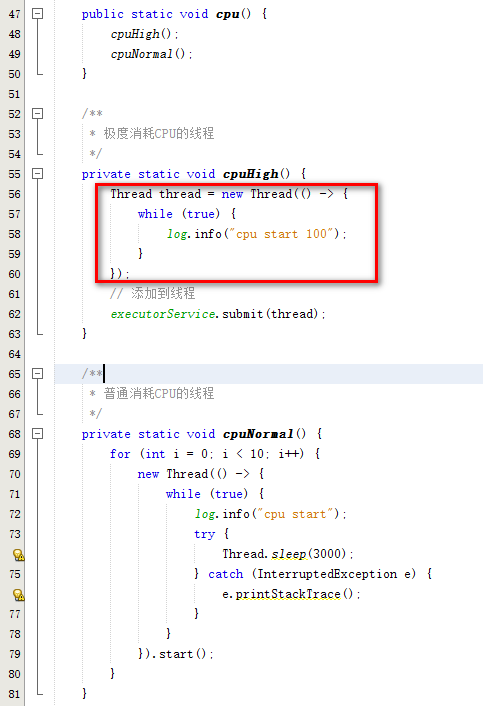 47 public static void cpu() {
48 cpuHigh();
49 cpuNormal();
50 }
51
52 /**
53 * 极度消耗CPU的线程
54 */
55 private static void cpuHigh() {
56 Thread thread = new Thread(() -> {
57 while (true) {
58 log.info("cpu start 100");
59 }
60 });
61 // 添加到线程
62 executorService.submit(thread);
63 }
64
65 /**
66 * 普通消耗CPU的线程
67 */
68 private static void cpuNormal() {
69 for (int i = 0; i < 10; i++) {
70 new Thread(() -> {
71 while (true) {
72 log.info("cpu start");
73 try {
Thread.sleep(3000);
75 } catch (InterruptedException e) {
e.printStackTrace();
77 }
78 }
79 }).start();
80 }
81 }